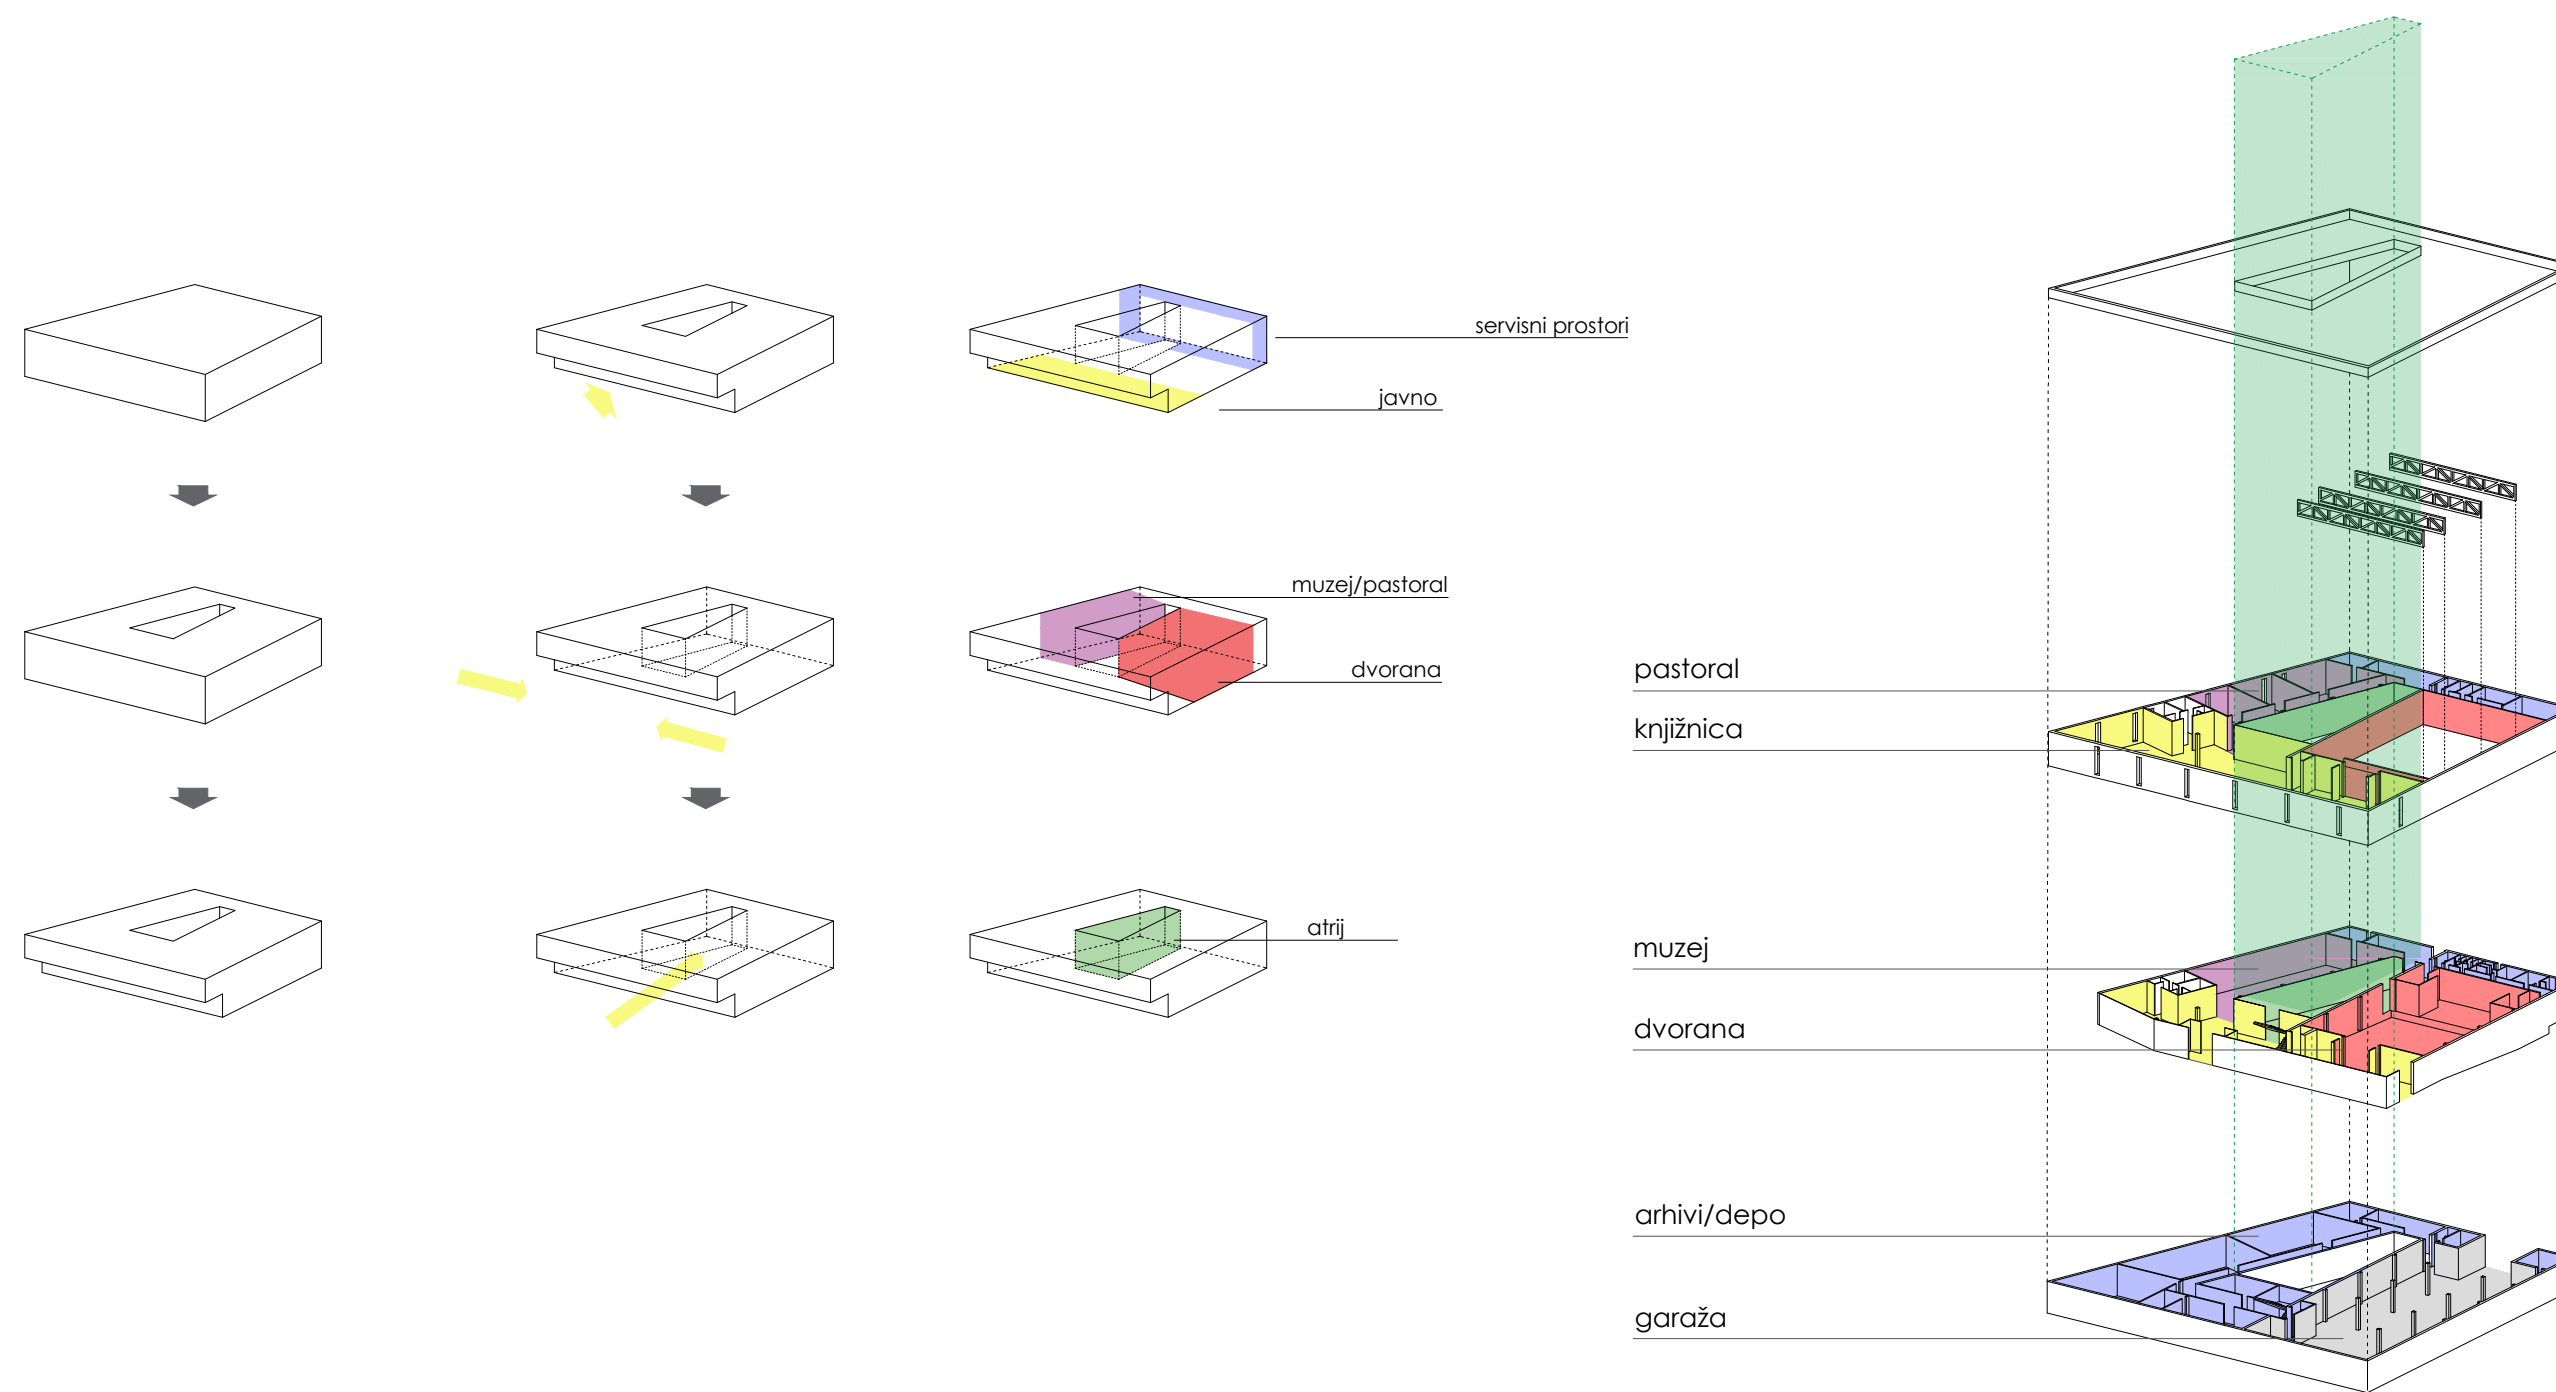 servisni prostori
javno
muzej/pastoral
dvorana
atrij
pastoral
knjižnica
muzej
dvorana
arhivi/depo
garaža